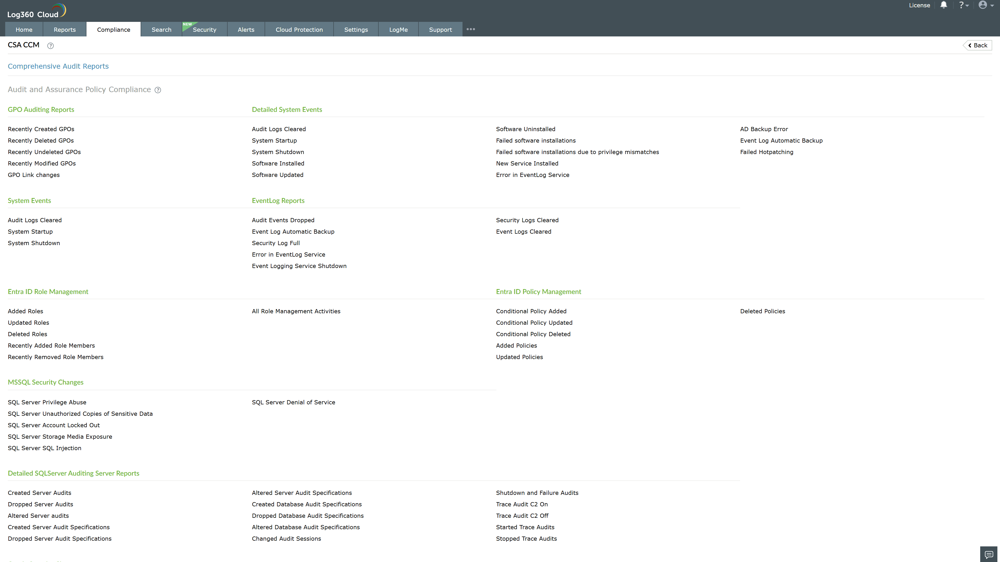 License
Log360 Cloud
Home
Reports
Compliance
Search
NEW
Security
Alerts
Cloud Protection
Settings
LogMe
Support
CSA CCM
Back
Comprehensive Audit Reports
Audit and Assurance Policy Compliance
GPO Auditing Reports
Recently Created GPOs
Recently Deleted GPOs
Recently Undeleted GPOs
Recently Modified GPOs
GPO Link changes
Detailed System Events
Audit Logs Cleared
System Startup
System Shutdown
Software Installed
Software Updated
Software Uninstalled
Failed software installations
Failed software installations due to privilege mismatches
New Service Installed
Error in EventLog Service
AD Backup Error
Event Log Automatic Backup
Failed Hotpatching
System Events
Audit Logs Cleared
System Startup
System Shutdown
EventLog Reports
Audit Events Dropped
Event Log Automatic Backup
Security Log Full
Error in EventLog Service
Event Logging Service Shutdown
Security Logs Cleared
Event Logs Cleared
Entra ID Role Management
Added Roles
Updated Roles
Deleted Roles
Recently Added Role Members
Recently Removed Role Members
All Role Management Activities
Entra ID Policy Management
Conditional Policy Added
Conditional Policy Updated
Conditional Policy Deleted
Added Policies
Updated Policies
Deleted Policies
MSSQL Security Changes
SQL Server Privilege Abuse
SQL Server Unauthorized Copies of Sensitive Data
SQL Server Account Locked Out
SQL Server Storage Media Exposure
SQL Server SQL Injection
SQL Server Denial of Service
Detailed SQLServer Auditing Server Reports
Created Server Audits
Dropped Server Audits
Altered Server audits
Created Server Audit Specifications
Dropped Server Audit Specifications
Altered Server Audit Specifications
Created Database Audit Specifications
Dropped Database Audit Specifications
Altered Database Audit Specifications
Changed Audit Sessions
Shutdown and Failure Audits
Trace Audit C2 On
Trace Audit C2 Off
Started Trace Audits
Stopped Trace Audits